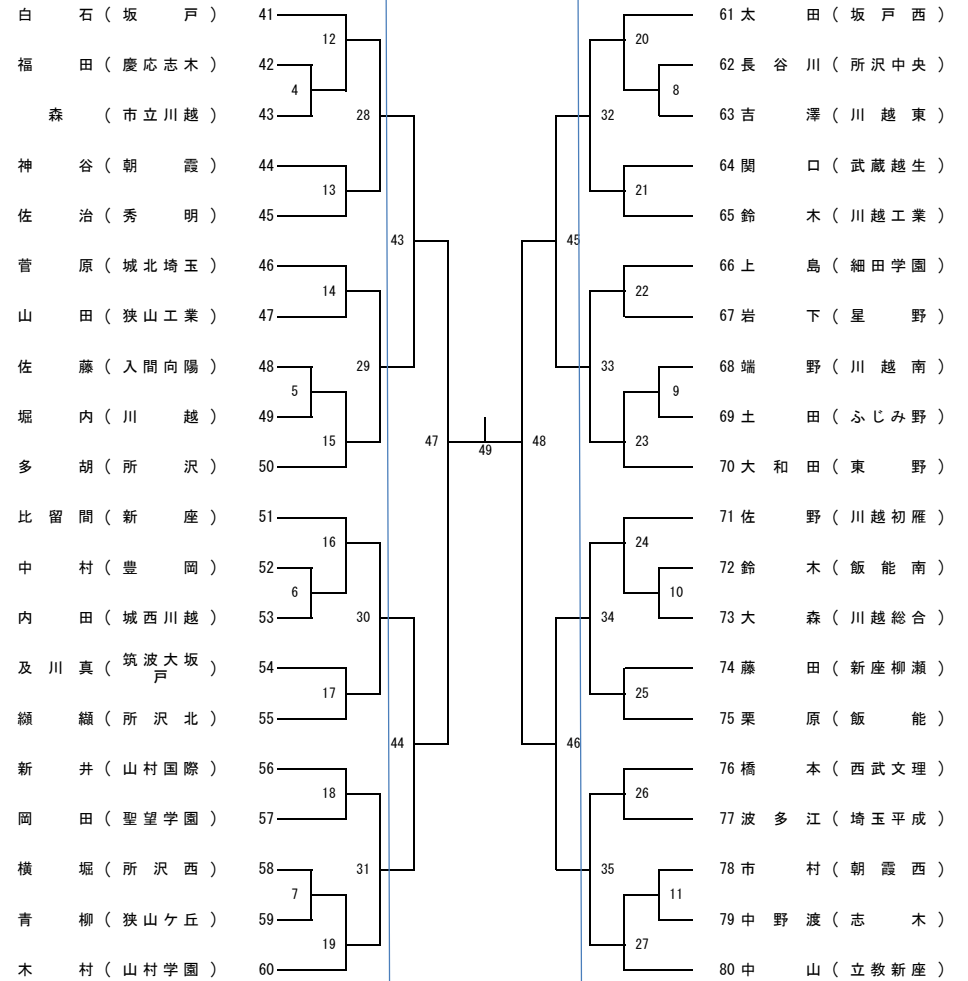 白石(坂戸) 41
12
福田(慶応志木) 42
4
森(市立川越) 43
28
神谷(朝霞) 44
13
佐治(秀明) 45
43
菅原(城北埼玉) 46
14
山田(狭山工業) 47
佐藤(入間向陽) 48
29
5
堀内(川越) 49
15
多胡(所沢) 50
47
比留間(新座) 51
16
中村(豊岡) 52
6
内田(城西川越) 53
30
及川真(筑波大坂戸) 54
17
纐纈(所沢北) 55
44
新井(山村国際) 56
18
岡田(聖望学園) 57
横堀(所沢西) 58
31
7
青柳(狭山ケ丘) 59
19
木村(山村学園) 60
49
61 太田(坂戸西)
20
62 長谷川(所沢中央)
8
63 吉澤(川越東)
32
64 関口(武蔵越生)
21
65 鈴木(川越工業)
45
66 上島(細田学園)
22
67 岩下(星野)
68 端野(川越南)
33
9
69 土田(ふじみ野)
23
70 大和田(東野)
48
71 佐野(川越初雁)
24
72 鈴木(飯能南)
10
73 大森(川越総合)
34
74 藤田(新座柳瀬)
25
75 栗原(飯能)
46
76 橋本(西武文理)
26
77 波多江(埼玉平成)
78 市村(朝霞西)
35
11
79 中野渡(志木)
27
80 中山(立教新座)